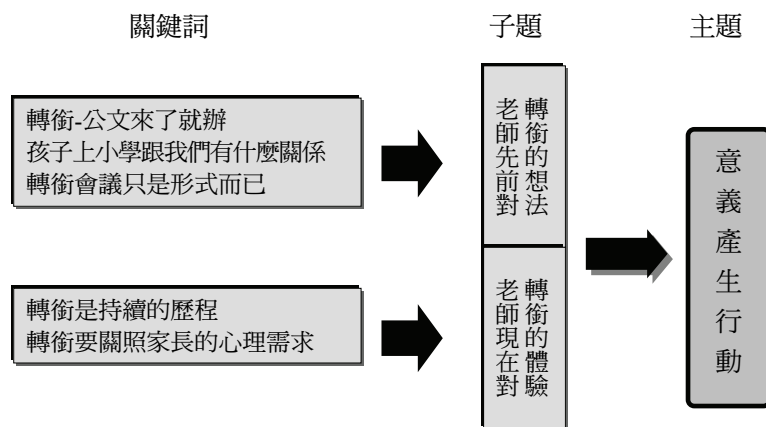 關鍵詞
子題
主題
轉銜-公文來了就辦
孩子上小學跟我們有什麼關係
轉銜會議只是形式而已
老師先前對
轉銜的想法
轉銜是持續的歷程
轉銜要關照家長的心理需求
老師現在對
轉銜的體驗
意義產生行動